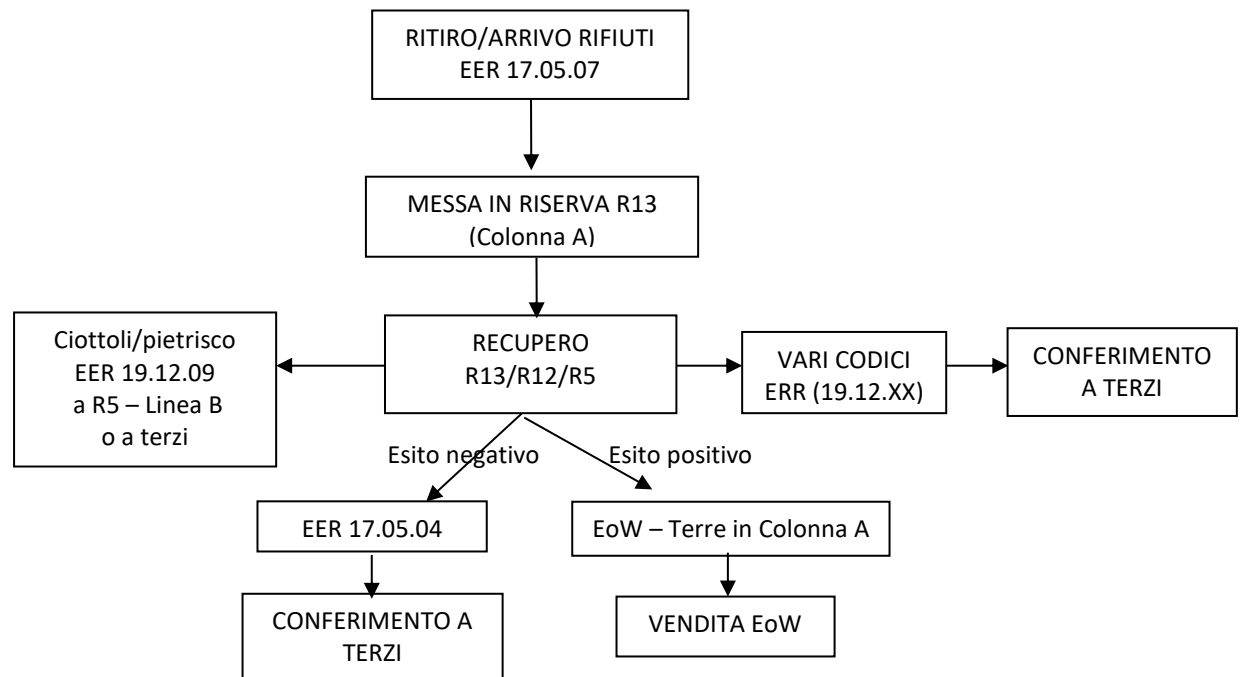 RITIRO/ARRIVO RIFIUTI
EER 17.05.07
MESSA IN RISERVA R13
(Colonna A)
Ciottoli/pietrisco
EER 19.12.09
a R5 – Linea B
o a terzi
RECUPERO
R13/R12/R5
VARI CODICI
ERR (19.12.XX)
CONFERIMENTO
A TERZI
Esito negativo
Esito positivo
EER 17.05.04
EoW – Terre in Colonna A
CONFERIMENTO A
TERZI
VENDITA EoW